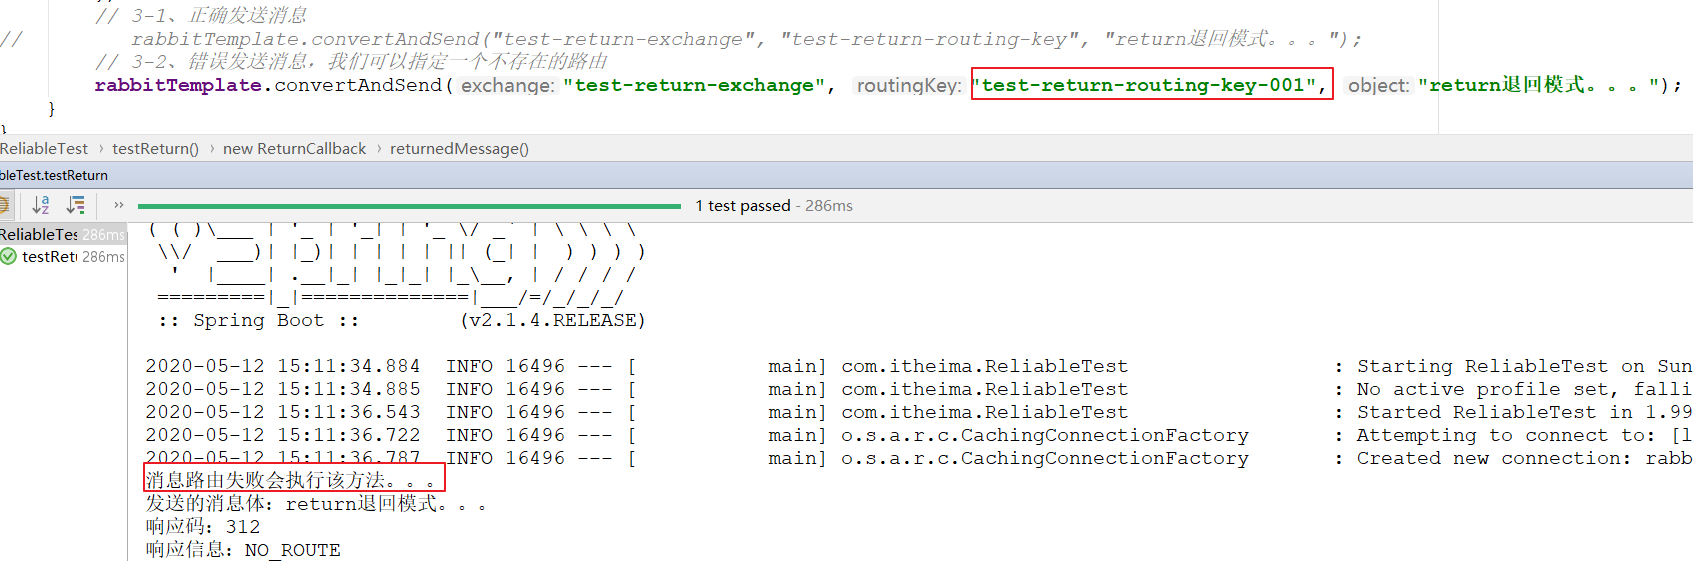 // 3-1、正确发送消息
// rabbitTemplate.convertAndSend("test-return-exchange", "test-return-routing-key", "return退回模式。。。");
// 3-2、错误发送消息，我们可以指定一个不存在的路由
rabbitTemplate.convertAndSend( exchange: "test-return-exchange", routingKey: "test-return-routing-key-001", object: "return退回模式。。。");
}
}
ReliableTest › testReturn() › new ReturnCallback › returnedMessage()
bleTest.testReturn
» 1 test passed - 286ms
ReliableTes 286ms
testRetu 286ms
:: Spring Boot :: (v2.1.4.RELEASE)
2020-05-12 15:11:34.884 INFO 16496 --- [ main] com.itheima.ReliableTest : Starting ReliableTest on Sun
2020-05-12 15:11:34.885 INFO 16496 --- [ main] com.itheima.ReliableTest : No active profile set, falli
2020-05-12 15:11:36.543 INFO 16496 --- [ main] com.itheima.ReliableTest : Started ReliableTest in 1.99
2020-05-12 15:11:36.722 INFO 16496 --- [ main] o.s.a.r.c.CachingConnectionFactory : Attempting to connect to: [l
2020-05-12 15:11:36.787 INFO 16496 --- [ main] o.s.a.r.c.CachingConnectionFactory : Created new connection: rabb
消息路由失败会执行该方法。。。
发送的消息体：return退回模式。。。
响应码：312
响应信息：NO_ROUTE